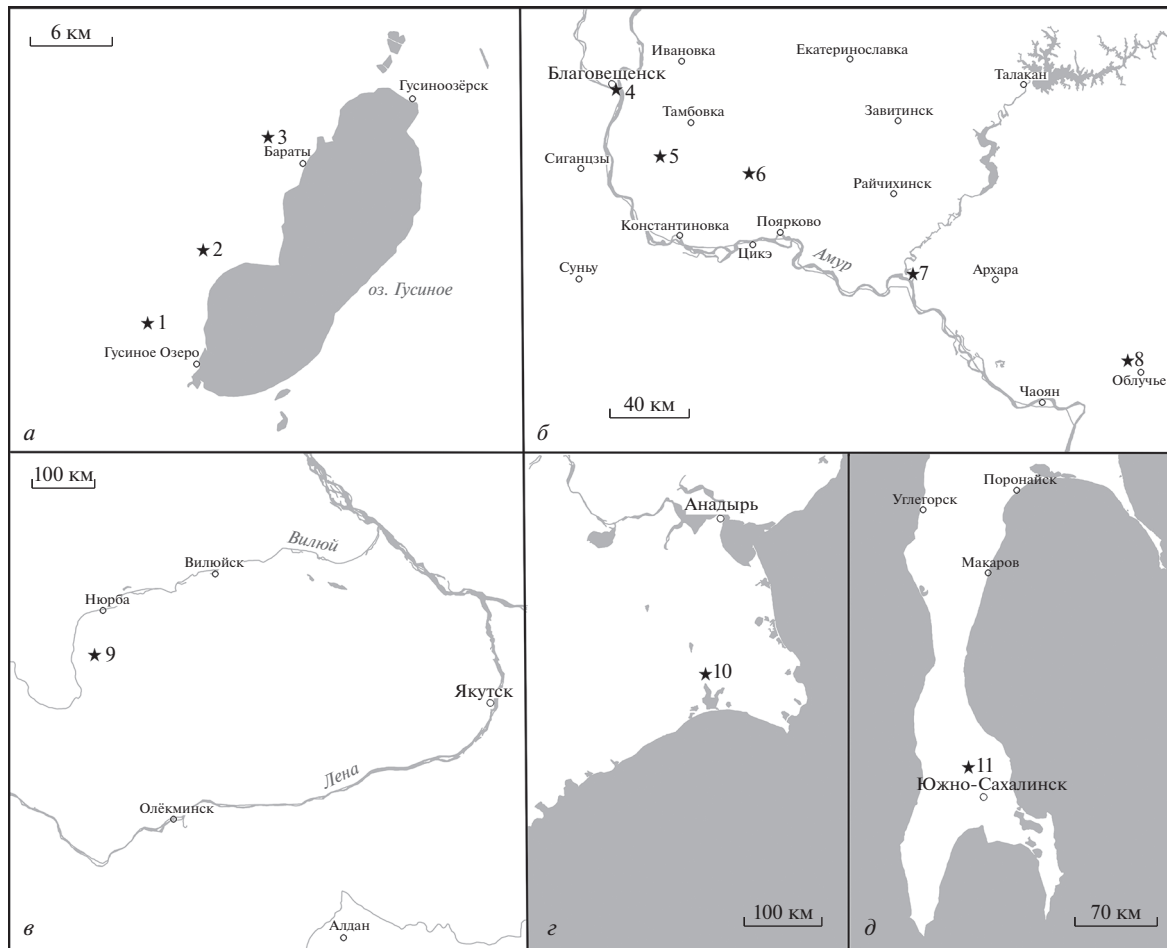 6 км
Гусиноозёрск
3
Бараты
2
оз. Гусиное
1
Гусиное Озеро
а
Ивановка
Екатеринославка
Благовещенск
4
Талакан
Тамбовка
Завитинск
Сиганцзы
5
6
Райчихинск
Константиновка
Поярково
Цикэ
Амур
Суньу
7
Архара
8
Облучье
40 км
Чаоян
б
100 км
Вилюй
Вилюйск
Нюрба
9
Якутск
Лена
Олёкминск
Алдан
в
Анадырь
10
100 км
г
Поронайск
Углегорск
Макаров
11
Южно-Сахалинск
70 км
д